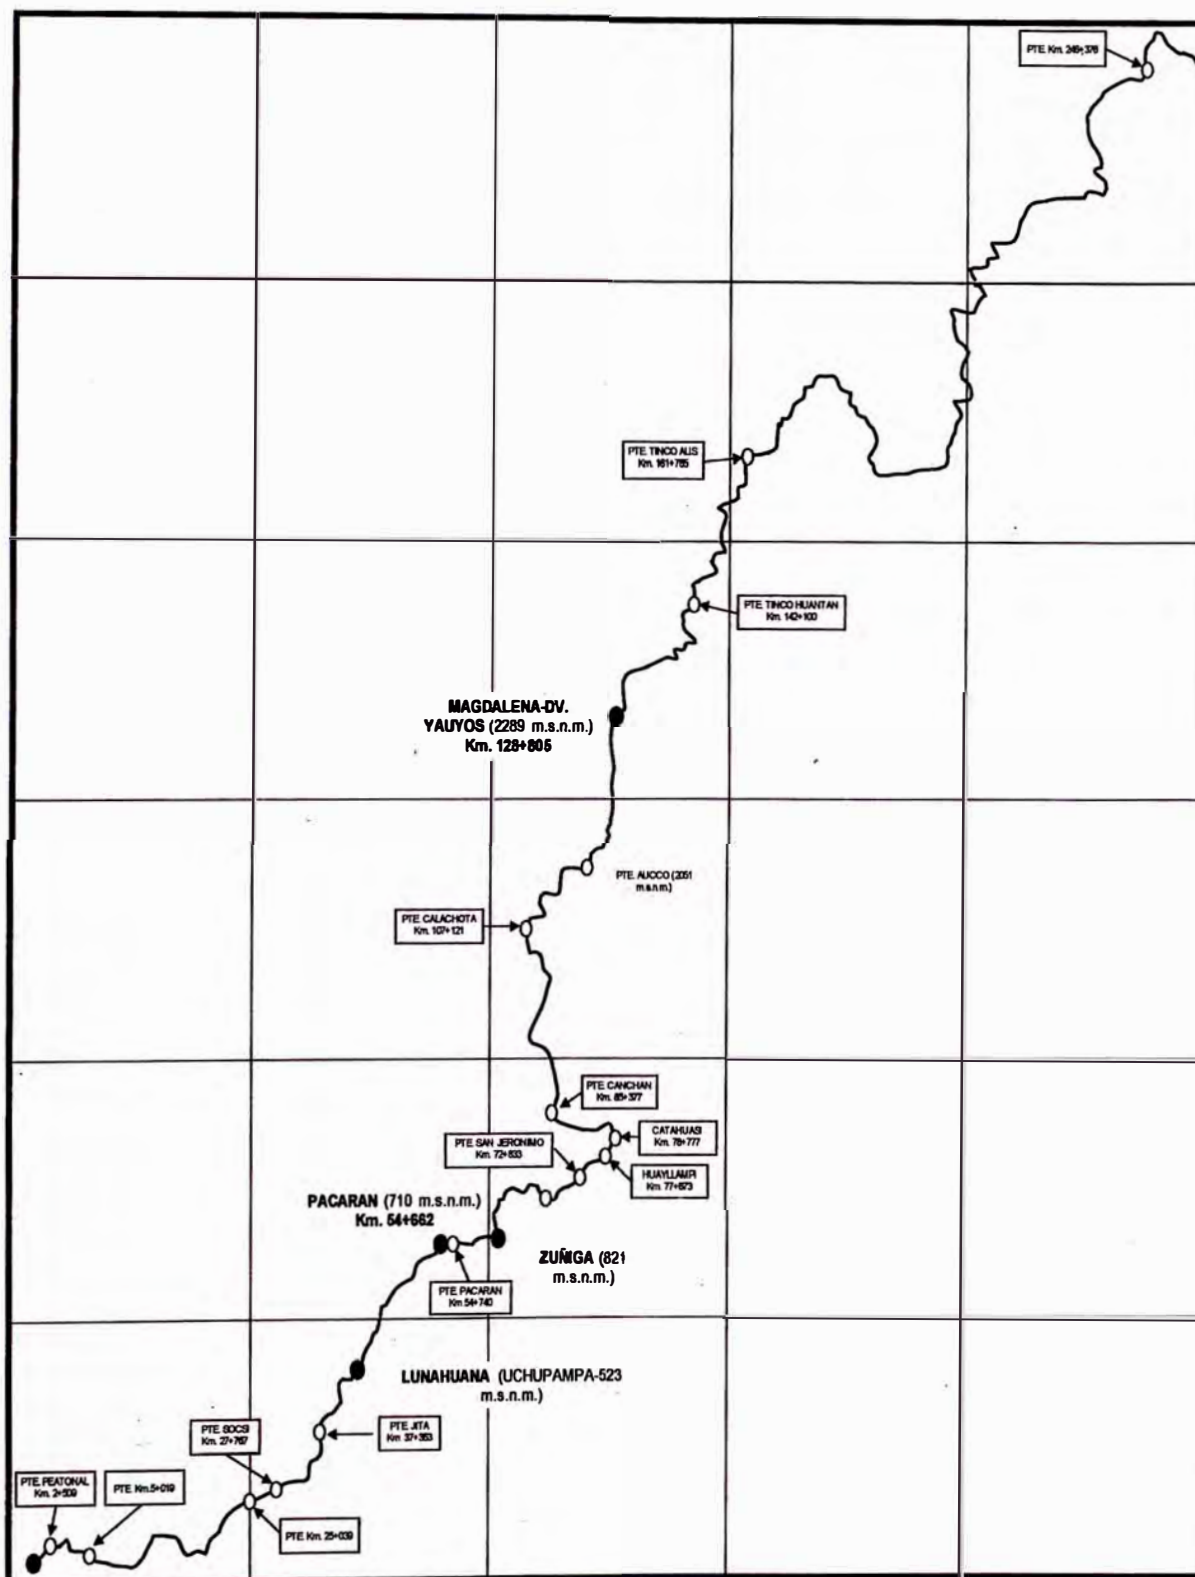 PTE. Km. 246+378
PTE. TINCO ALIS
Km. 161+765
PTE. TINCO HUANTAN
Km. 142+100
MAGDALENA-DV.
YAUYOS (2289 m.s.n.m.)
Km. 128+805
PTE. AUCCO (2051
m.s.n.m.)
PTE. CALACHOTA
Km. 107+121
PTE. CANCHAN
Km. 85+377
CATAHUASI
Km. 78+777
PTE. SAN JERONIMO
Km. 72+833
HUAYLLAMPI
Km. 77+673
PACARAN (710 m.s.n.m.)
Km. 54+662
ZUÑIGA (821
m.s.n.m.)
PTE. PACARAN
Km 54+740
LUNAHUANA (UCHUPAMPA-523
m.s.n.m.)
PTE. SOCSI
Km. 27+767
PTE. JITA
Km. 37+353
PTE. PEATONAL
Km. 2+509
PTE. Km.5+019
PTE. Km. 25+039